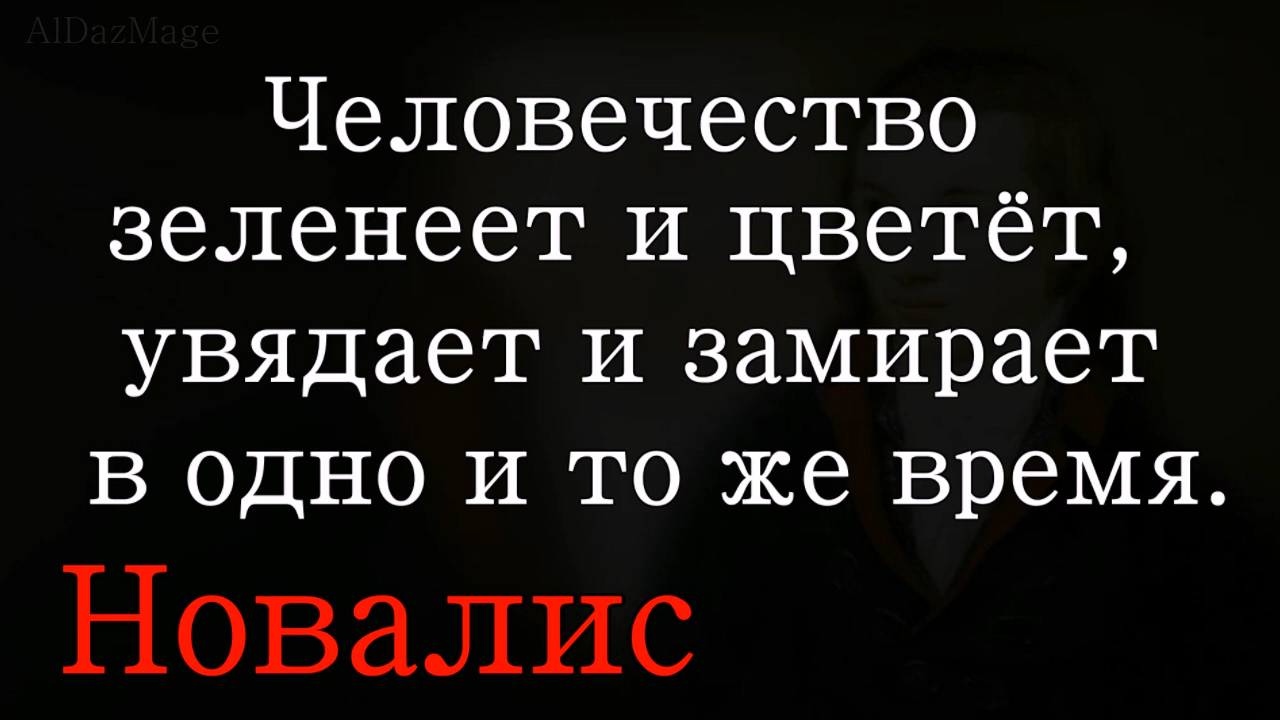 AlDazMage
Человечество
зеленеет и цветёт,
увядает и замирает
в одно и то же время.
Новалис